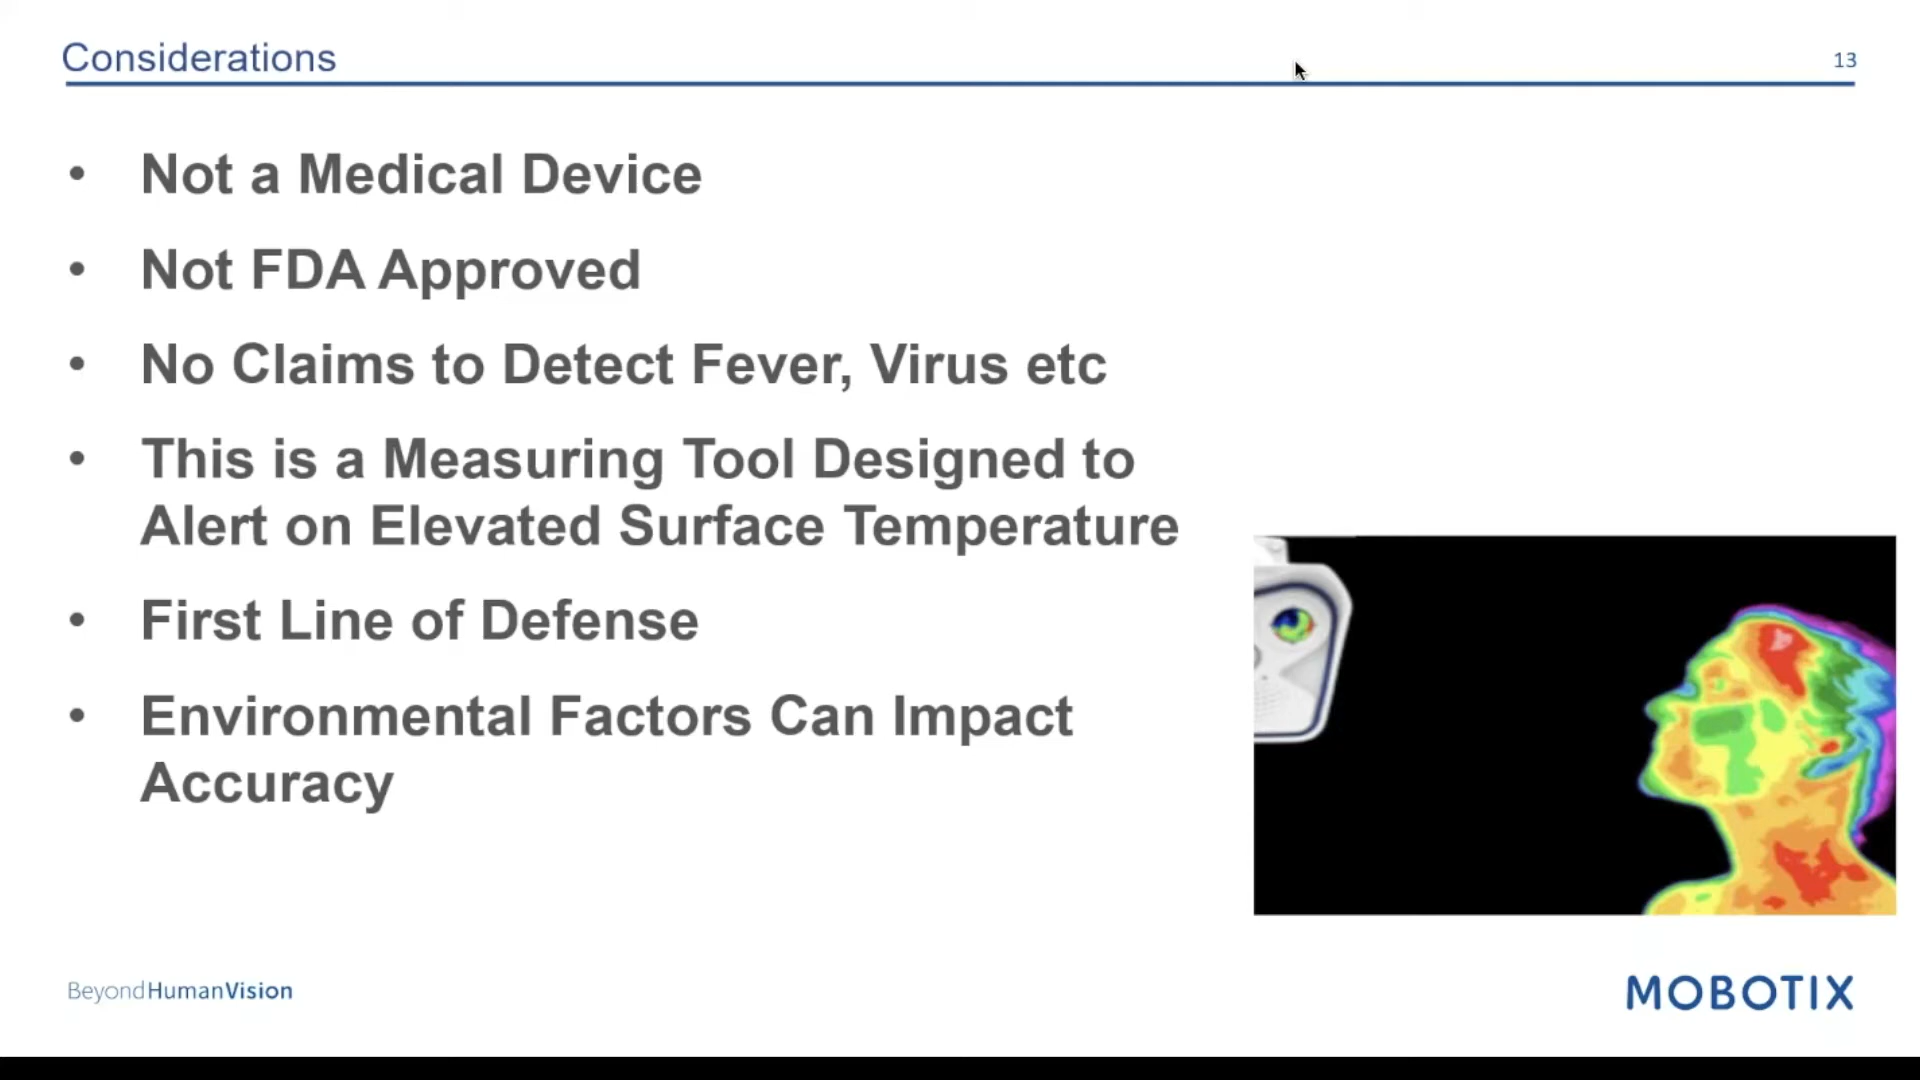 Considerations
13
• Not a Medical Device
• Not FDA Approved
• No Claims to Detect Fever, Virus etc
• This is a Measuring Tool Designed to
Alert on Elevated Surface Temperature
• First Line of Defense
• Environmental Factors Can Impact
Accuracy
BeyondHumanVision
MOBOTIX